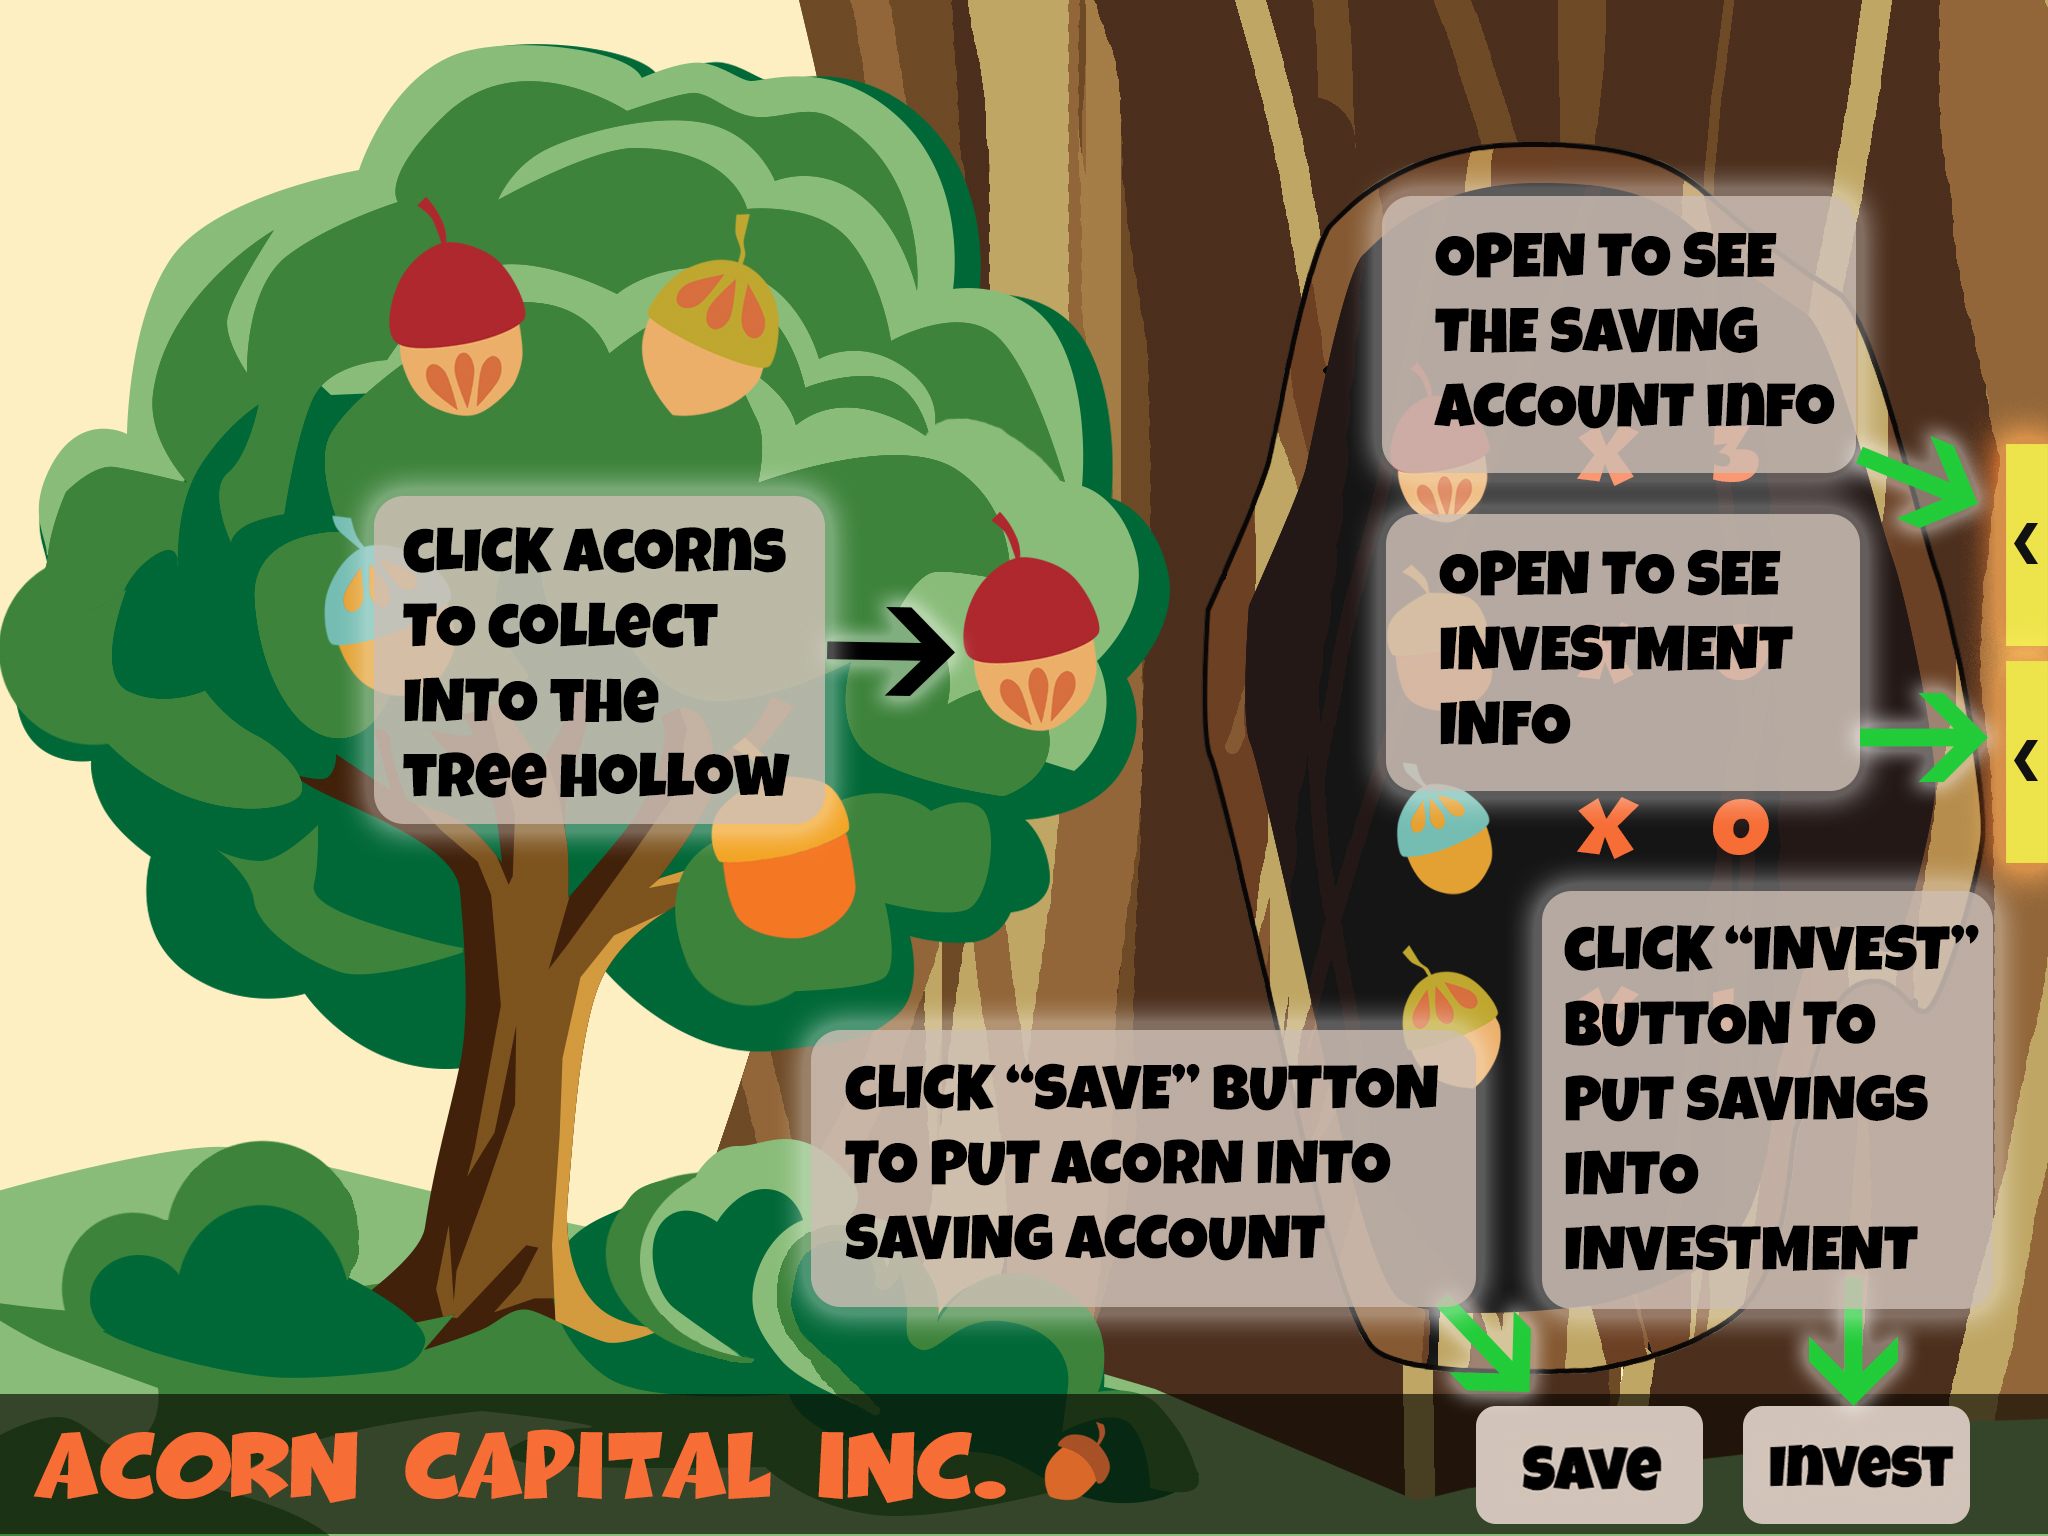 OPEN TO SEE
THE SAVING
ACCOUNT INFO
X 3
CLICK ACORNS
TO COLLECT
INTO THE
TREE HOLLOW
OPEN TO SEE
INVESTMENT
INFO
X 0
CLICK “INVEST”
BUTTON TO
PUT SAVINGS
INTO
INVESTMENT
CLICK “SAVE” BUTTON
TO PUT ACORN INTO
SAVING ACCOUNT
ACORN CAPITAL INC.
SAVE
INVEST